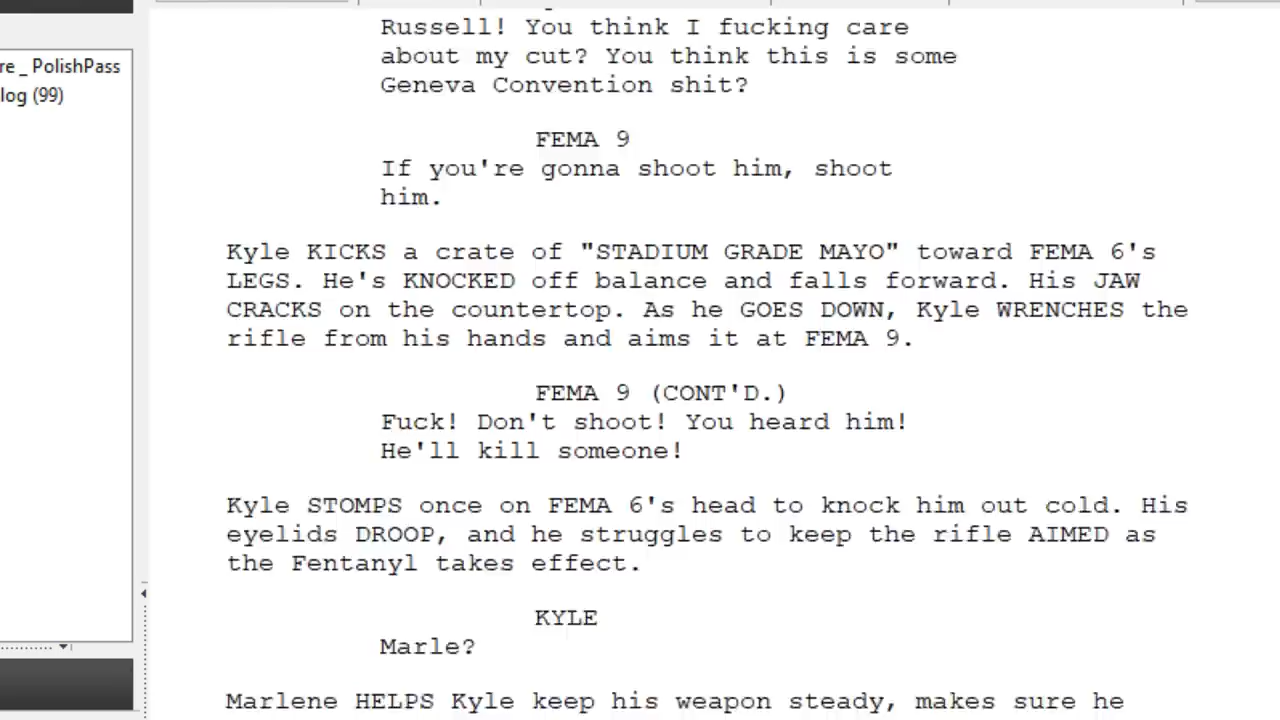 Russell! You think I fucking care
re _ PolishPass
about my cut? You think this is some
log (99)
Geneva Convention shit?
FEMA 9
If you're gonna shoot him, shoot
him.
Kyle KICKS a crate of "STADIUM GRADE MAYO" toward FEMA 6's
LEGS. He's KNOCKED off balance and falls forward. His JAW
CRACKS on the countertop. As he GOES DOWN, Kyle WRENCHES the
rifle from his hands and aims it at FEMA 9.
FEMA 9 (CONT'D.)
Fuck! Don't shoot! You heard him!
He'll kill someone!
Kyle STOMPS once on FEMA 6's head to knock him out cold. His
eyelids DROOP, and he struggles to keep the rifle AIMED as
the Fentanyl takes effect.
KYLE
Marle?
Marlene HELPS Kyle keep his weapon steady, makes sure he